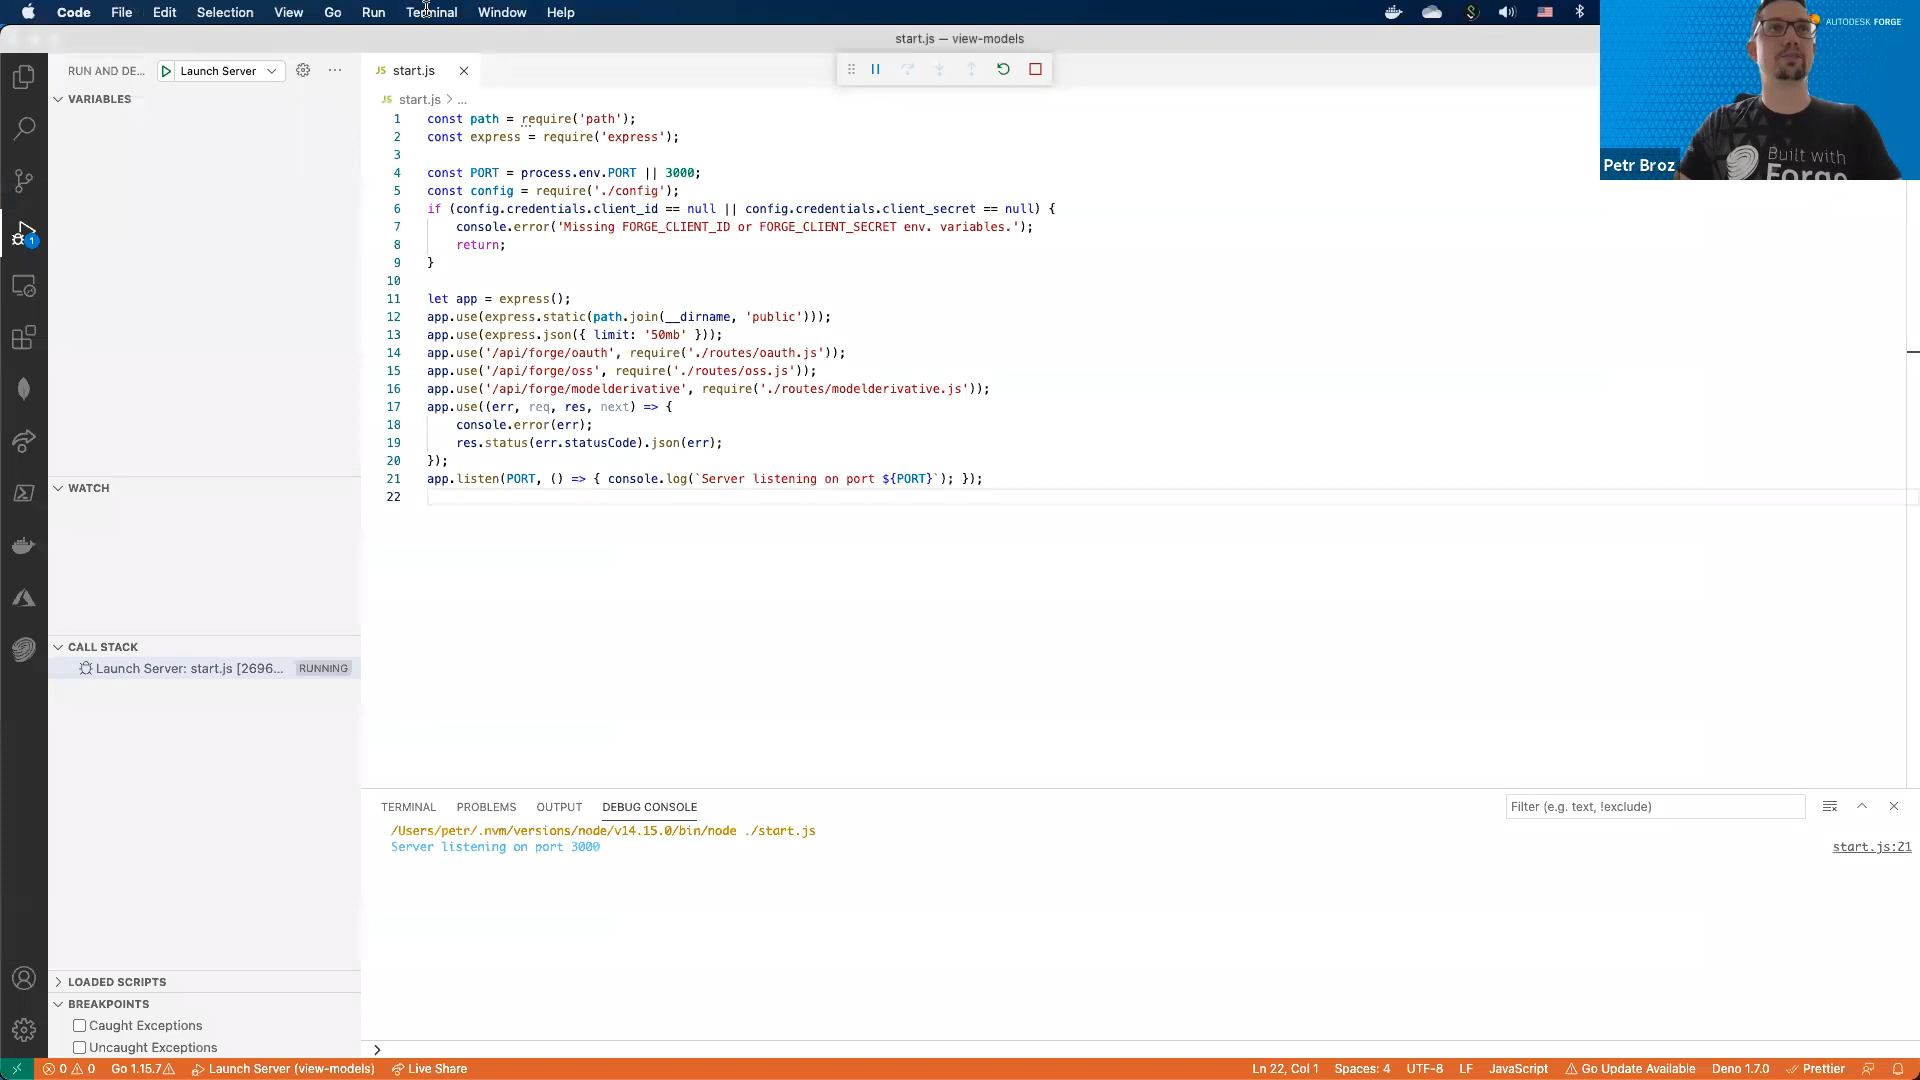 Code File Edit Selection View Go Run Terminal Window Help
start.js — view-models
AUTODESK FORGE
Built with
Forge
Petr Broz
RUN AND DE... Launch Server
JS start.js
JS start.js > ...
VARIABLES
1 const path = require('path');
2 const express = require('express');
3
4 const PORT = process.env.PORT || 3000;
5 const config = require('./config');
6 if (config.credentials.client_id == null || config.credentials.client_secret == null) {
7 console.error('Missing FORGE_CLIENT_ID or FORGE_CLIENT_SECRET env. variables.');
8 return;
9 }
10
11 let app = express();
12 app.use(express.static(path.join(__dirname, 'public')));
13 app.use(express.json({ limit: '50mb' }));
14 app.use('/api/forge/oauth', require('./routes/oauth.js'));
15 app.use('/api/forge/oss', require('./routes/oss.js'));
16 app.use('/api/forge/modelderivative', require('./routes/modelderivative.js'));
17 app.use((err, req, res, next) => {
18 console.error(err);
19 res.status(err.statusCode).json(err);
20 });
21 app.listen(PORT, () => { console.log(`Server listening on port ${PORT}`); });
22
1
WATCH
CALL STACK
Launch Server: start.js [2696... RUNNING
TERMINAL PROBLEMS OUTPUT DEBUG CONSOLE Filter (e.g. text, !exclude)
/Users/petr/.nvm/versions/node/v14.15.0/bin/node ./start.js
Server listening on port 3000 start.js:21
LOADED SCRIPTS
BREAKPOINTS
Caught Exceptions
Uncaught Exceptions
0 0 Go 1.15.7 Launch Server (view-models) Live Share Ln 22, Col 1 Spaces: 4 UTF-8 LF JavaScript Go Update Available Deno 1.7.0 Prettier